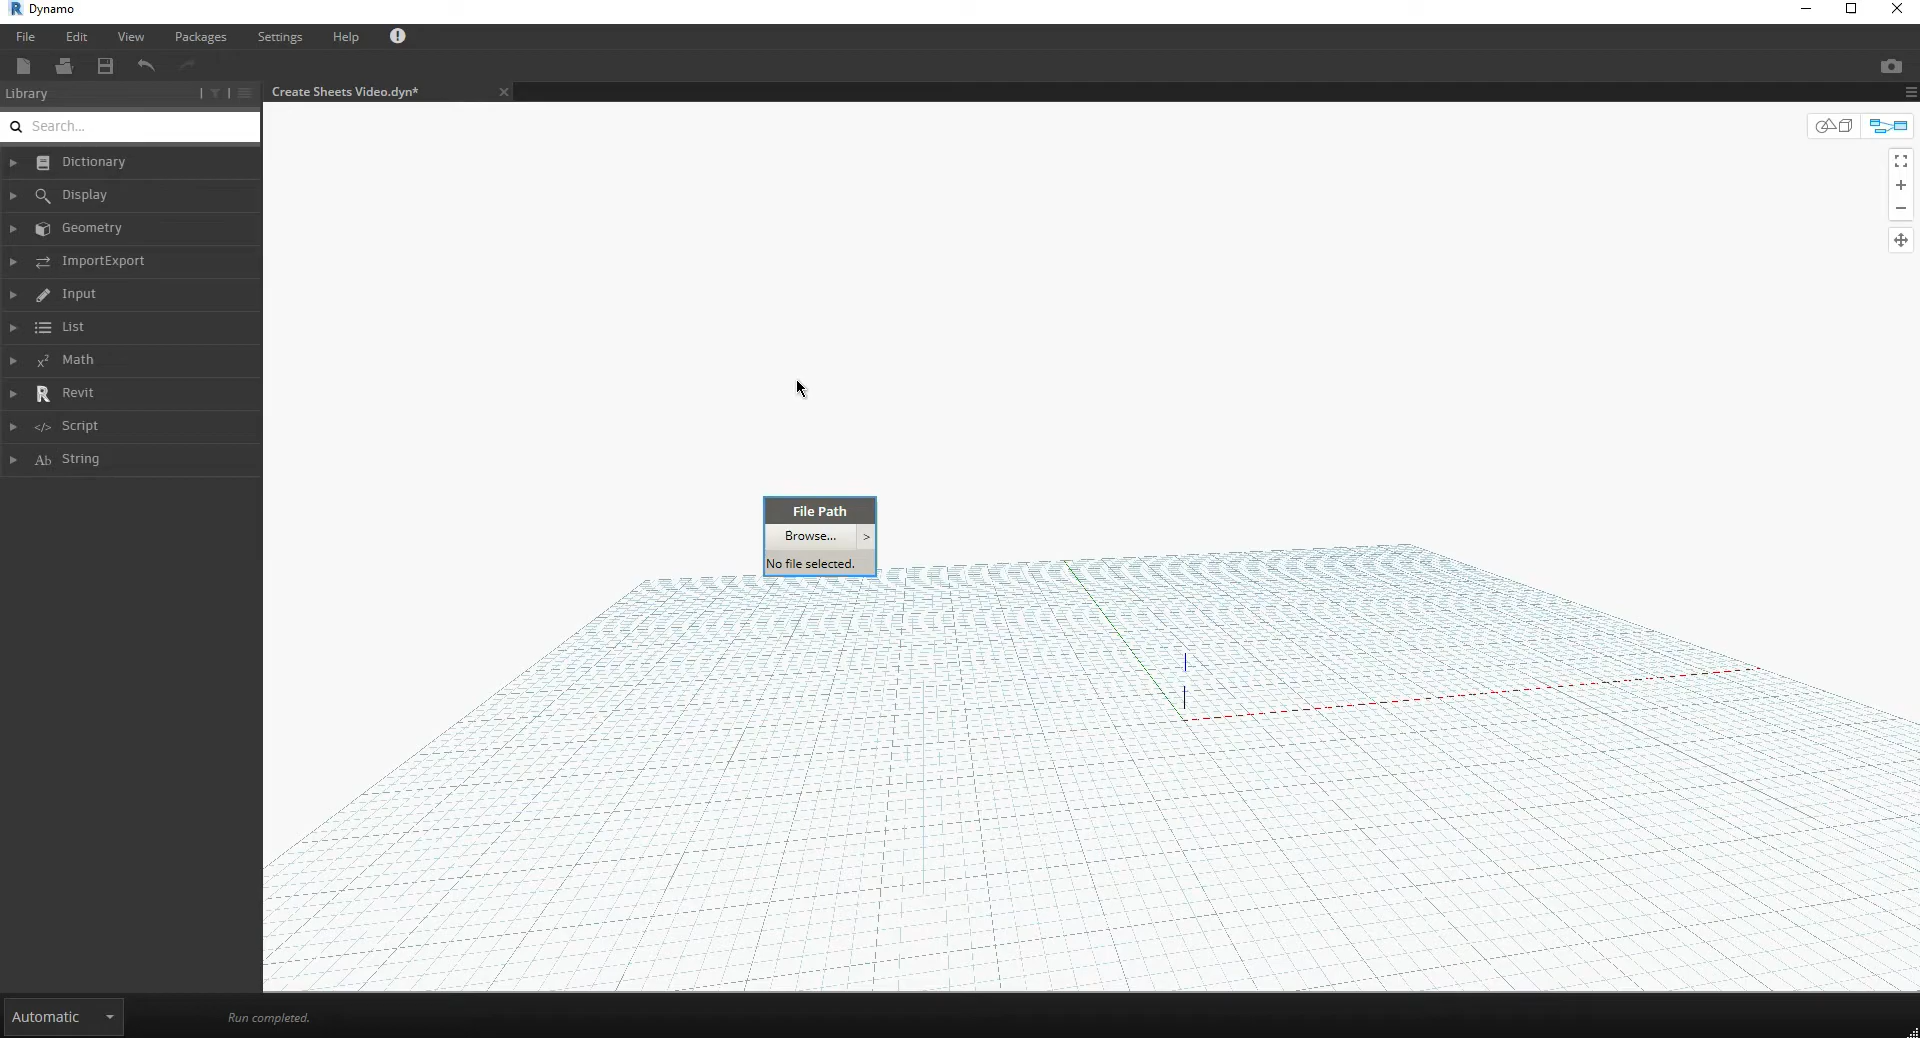 Dynamo
File Edit View Packages Settings Help
Library
Create Sheets Video.dyn*
Search...
Dictionary
Display
Geometry
ImportExport
Input
List
Math
Revit
Script
String
File Path
Browse... >
No file selected.
Automatic
Run completed.